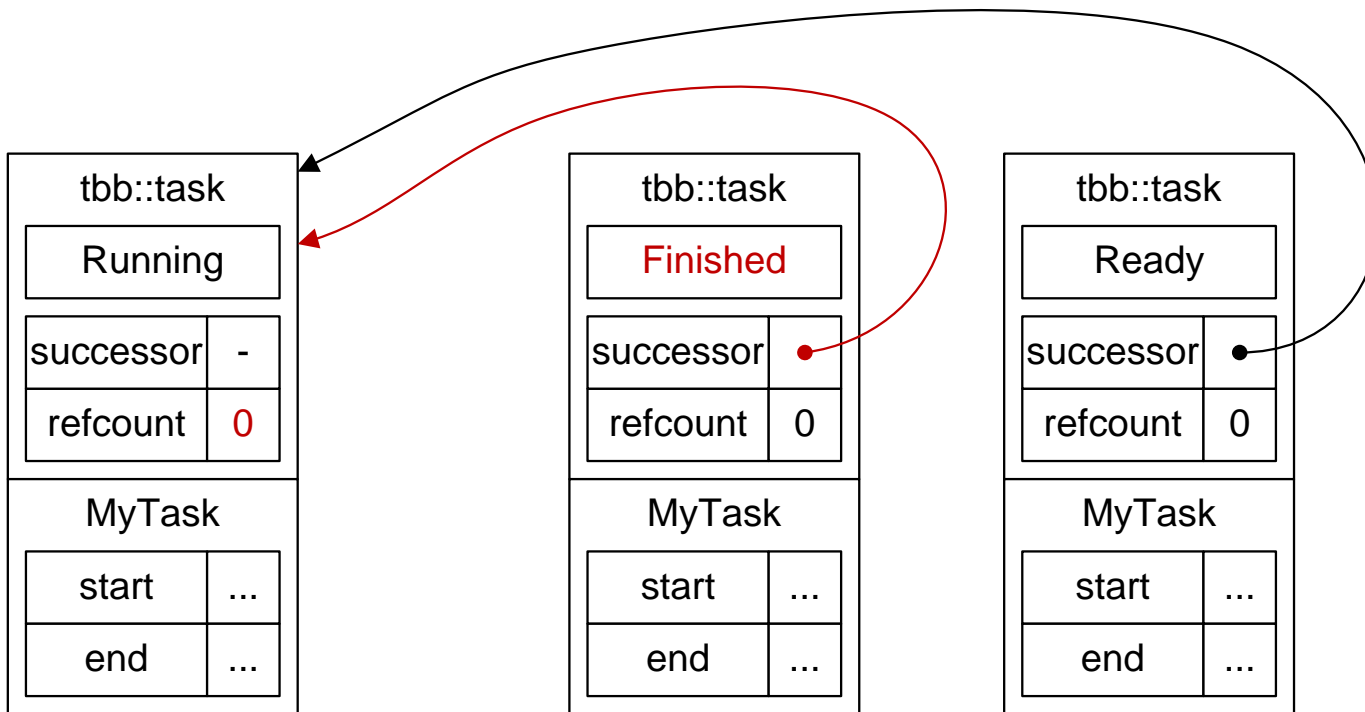 tbb::task
Running
successor -
refcount 0
MyTask
start ...
end ...
tbb::task
Finished
successor
refcount 0
MyTask
start ...
end ...
tbb::task
Ready
successor
refcount 0
MyTask
start ...
end ...